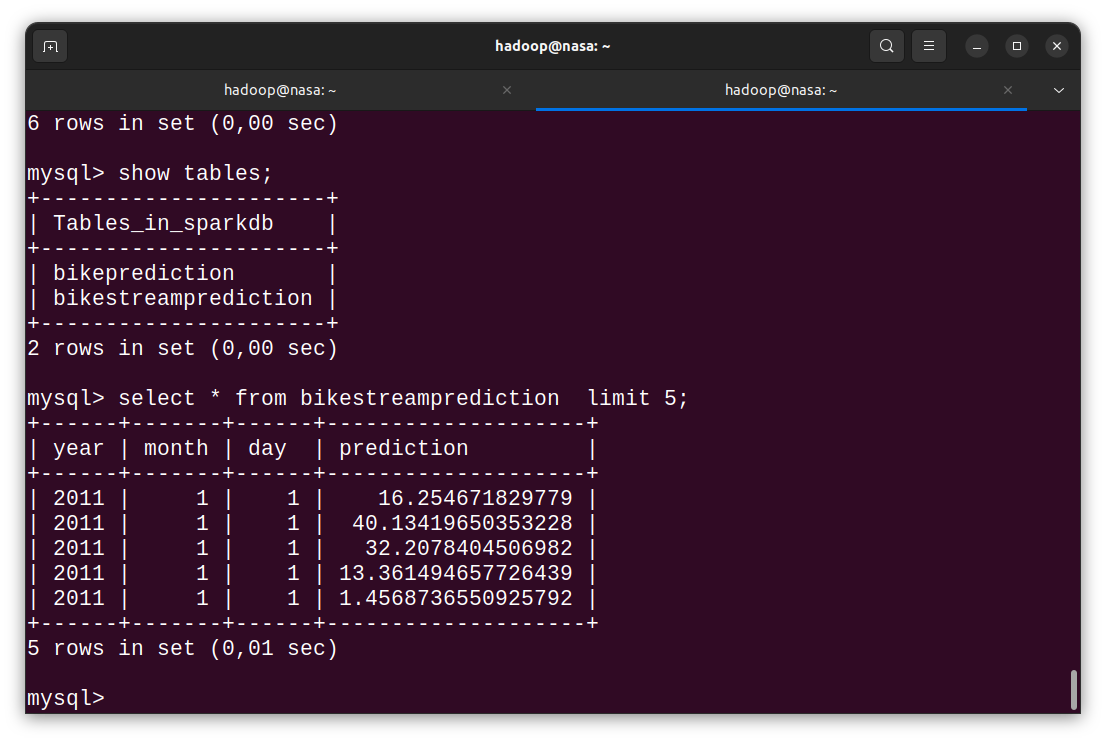 hadoop@nasa: ~
hadoop@nasa: ~ hadoop@nasa: ~
6 rows in set (0,00 sec)
mysql> show tables;
+----------------------+
| Tables_in_sparkdb    |
+----------------------+
| bikeprediction       |
| bikestreamprediction |
+----------------------+
2 rows in set (0,00 sec)
mysql> select * from bikestreamprediction  limit 5;
+------+-------+------+--------------------+
| year | month | day  | prediction         |
+------+-------+------+--------------------+
| 2011 |     1 |    1 |    16.254671829779 |
| 2011 |     1 |    1 |  40.13419650353228 |
| 2011 |     1 |    1 |   32.2078404506982 |
| 2011 |     1 |    1 | 13.361494657726439 |
| 2011 |     1 |    1 | 1.4568736550925792 |
+------+-------+------+--------------------+
5 rows in set (0,01 sec)
mysql>